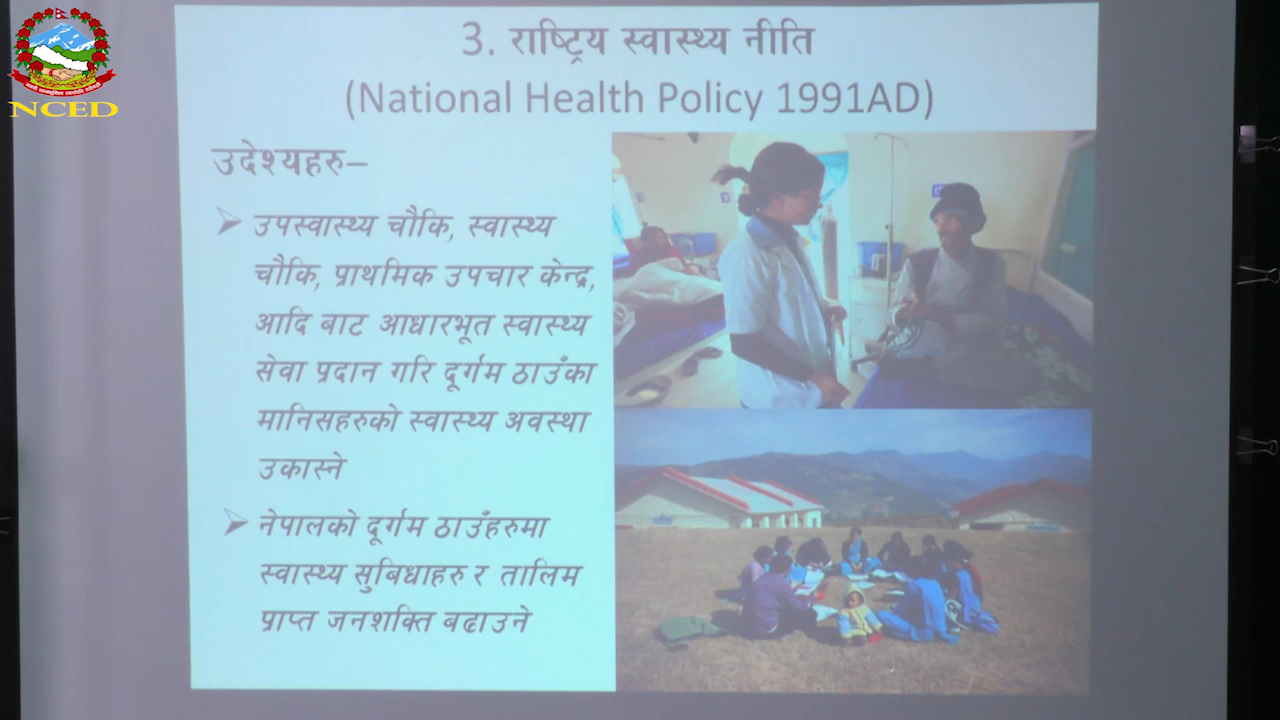 NCED
3. राष्ट्रिय स्वास्थ्य नीति
(National Health Policy 1991AD)
उदेश्यहरु–
उपस्वास्थ्य चौकि, स्वास्थ्य
चौकि, प्राथमिक उपचार केन्द्र,
आदि बाट आधारभूत स्वास्थ्य
सेवा प्रदान गरि दूर्गम ठाउँका
मानिसहरुको स्वास्थ्य अवस्था
उकास्ने
नेपालको दूर्गम ठाउँहरुमा
स्वास्थ्य सुबिधाहरु र तालिम
प्राप्त जनशक्ति बढाउने